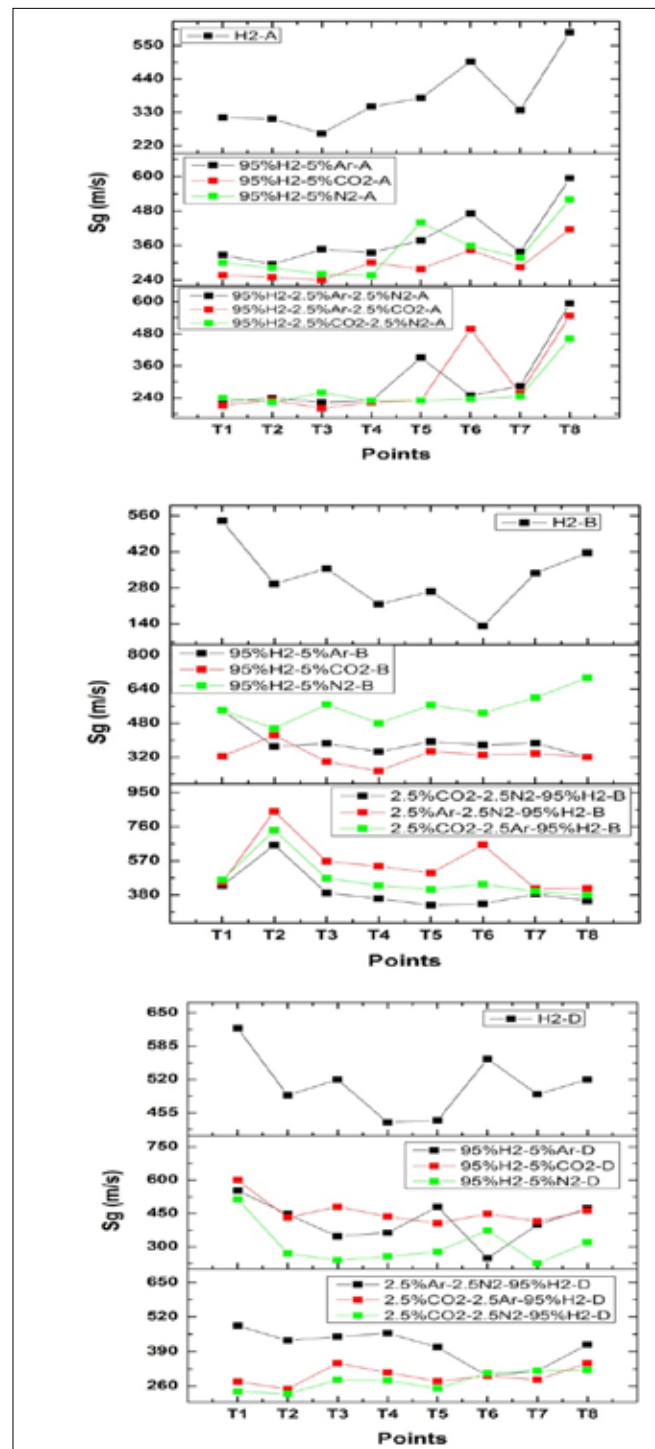 H2-A
550
440
330
220
95%H2-5%Ar-A
95%H2-5%CO2-A
95%H2-5%N2-A
600
480
360
240
Sg (m/s)
95%H2-2.5%Ar-2.5%N2-A
95%H2-2.5%Ar-2.5%CO2-A
95%H2-2.5%CO2-2.5%N2-A
600
480
360
240
T1 T2 T3 T4 T5 T6 T7 T8
Points
H2-B
560
420
280
140
95%H2-5%Ar-B
95%H2-5%CO2-B
95%H2-5%N2-B
800
640
480
320
Sg (m/s)
2.5%CO2-2.5N2-95%H2-B
2.5%Ar-2.5N2-95%H2-B
2.5%CO2-2.5Ar-95%H2-B
950
760
570
380
T1 T2 T3 T4 T5 T6 T7 T8
Points
H2-D
650
585
520
455
95%H2-5%Ar-D
95%H2-5%CO2-D
95%H2-5%N2-D
750
600
450
300
Sg (m/s)
2.5%Ar-2.5N2-95%H2-D
2.5%CO2-2.5Ar-95%H2-D
2.5%CO2-2.5N2-95%H2-D
650
520
390
260
T1 T2 T3 T4 T5 T6 T7 T8
Points